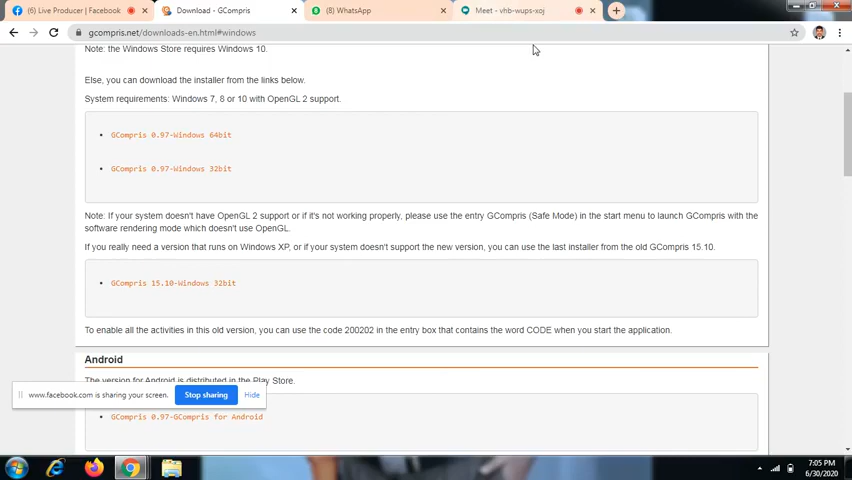 (6) Live Producer | Facebook
Download - GCompris
(8) WhatsApp
Meet - vhb-wups-xoj
gcompris.net/downloads-en.html#windows
Note: the Windows Store requires Windows 10.
Else, you can download the installer from the links below.
System requirements: Windows 7, 8 or 10 with OpenGL 2 support.
GCompris 0.97-Windows 64bit
GCompris 0.97-Windows 32bit
Note: If your system doesn't have OpenGL 2 support or if it's not working properly, please use the entry GCompris (Safe Mode) in the start menu to launch GCompris with the
software rendering mode which doesn't use OpenGL.
If you really need a version that runs on Windows XP, or if your system doesn't support the new version, you can use the last installer from the old GCompris 15.10.
GCompris 15.10-Windows 32bit
To enable all the activities in this old version, you can use the code 200202 in the entry box that contains the word CODE when you start the application.
Android
The version for Android is distributed in the Play Store.
www.facebook.com is sharing your screen.
Stop sharing
Hide
GCompris 0.97-GCompris for Android
7:05 PM
6/30/2020